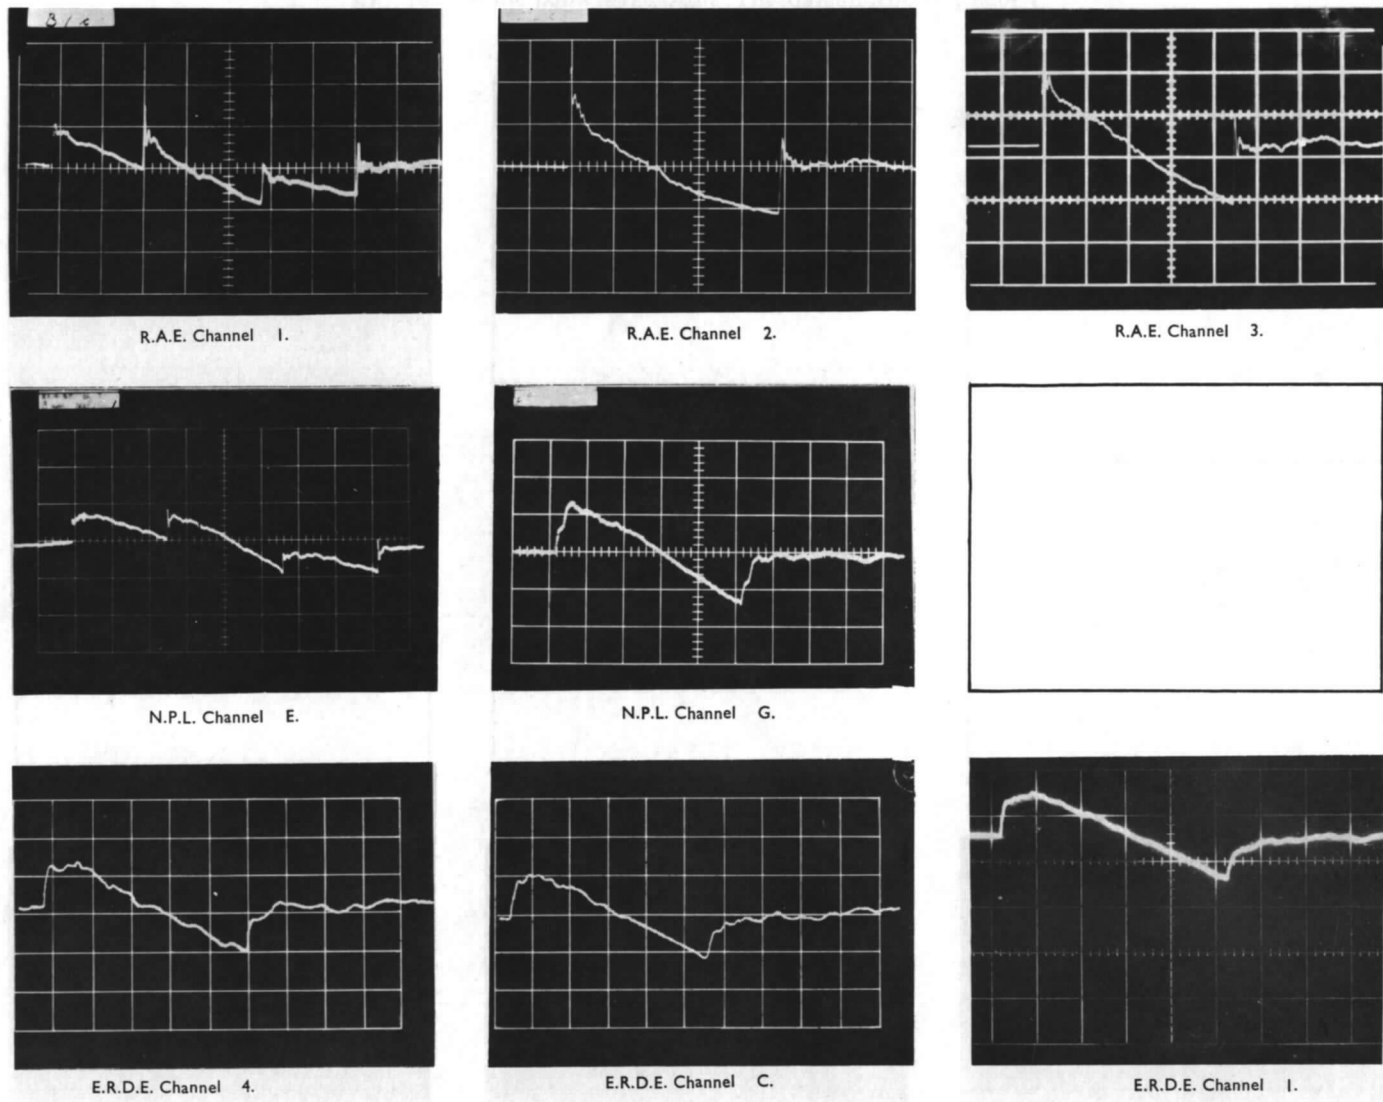 R.A.E. Channel 1.
R.A.E. Channel 2.
R.A.E. Channel 3.
N.P.L. Channel E.
N.P.L. Channel G.
E.R.D.E. Channel 4.
E.R.D.E. Channel C.
E.R.D.E. Channel 1.